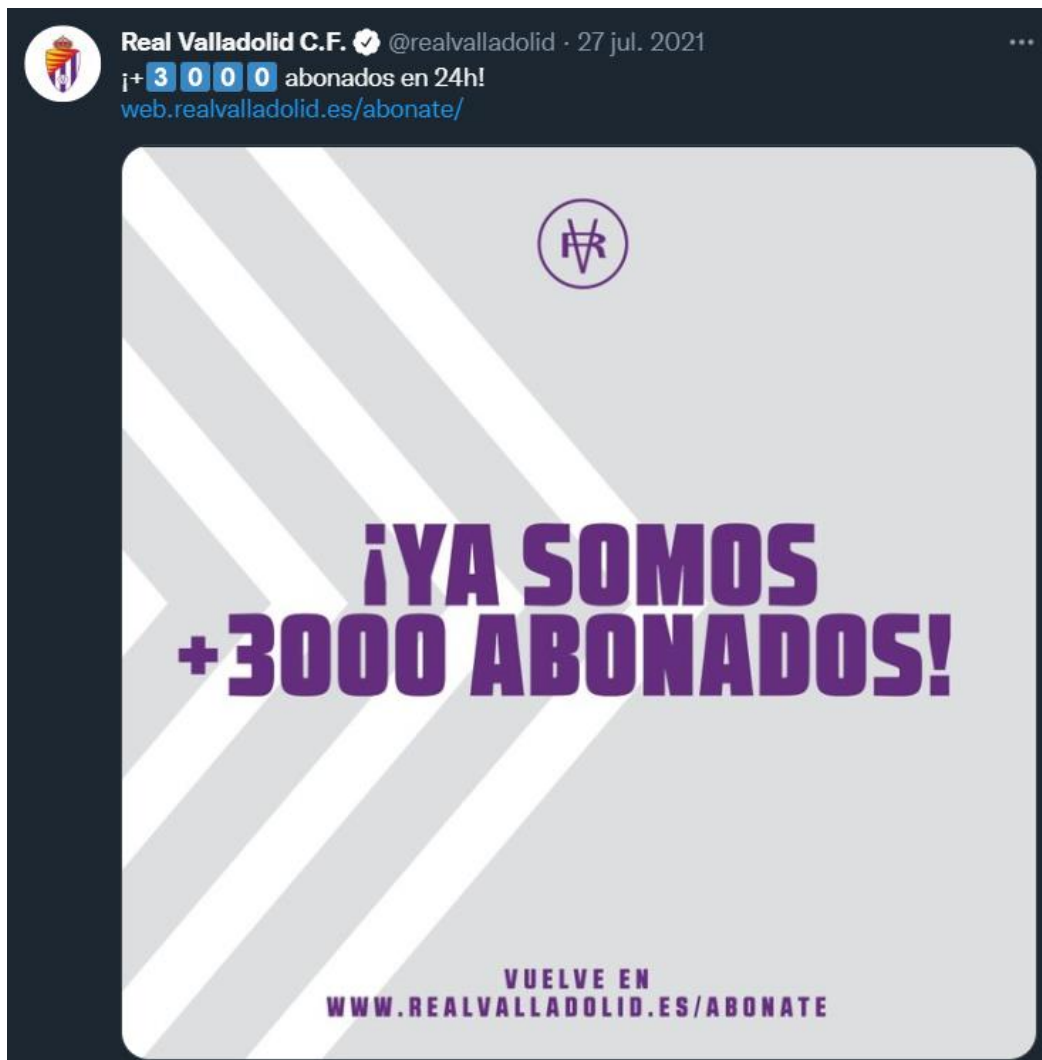 Real Valladolid C.F. @realvalladolid · 27 jul. 2021
¡+3000 abonados en 24h!
web.realvalladolid.es/abonate/
RV
¡YA SOMOS
+3000 ABONADOS!
VUELVE EN
WWW.REALVALLADOLID.ES/ABONATE